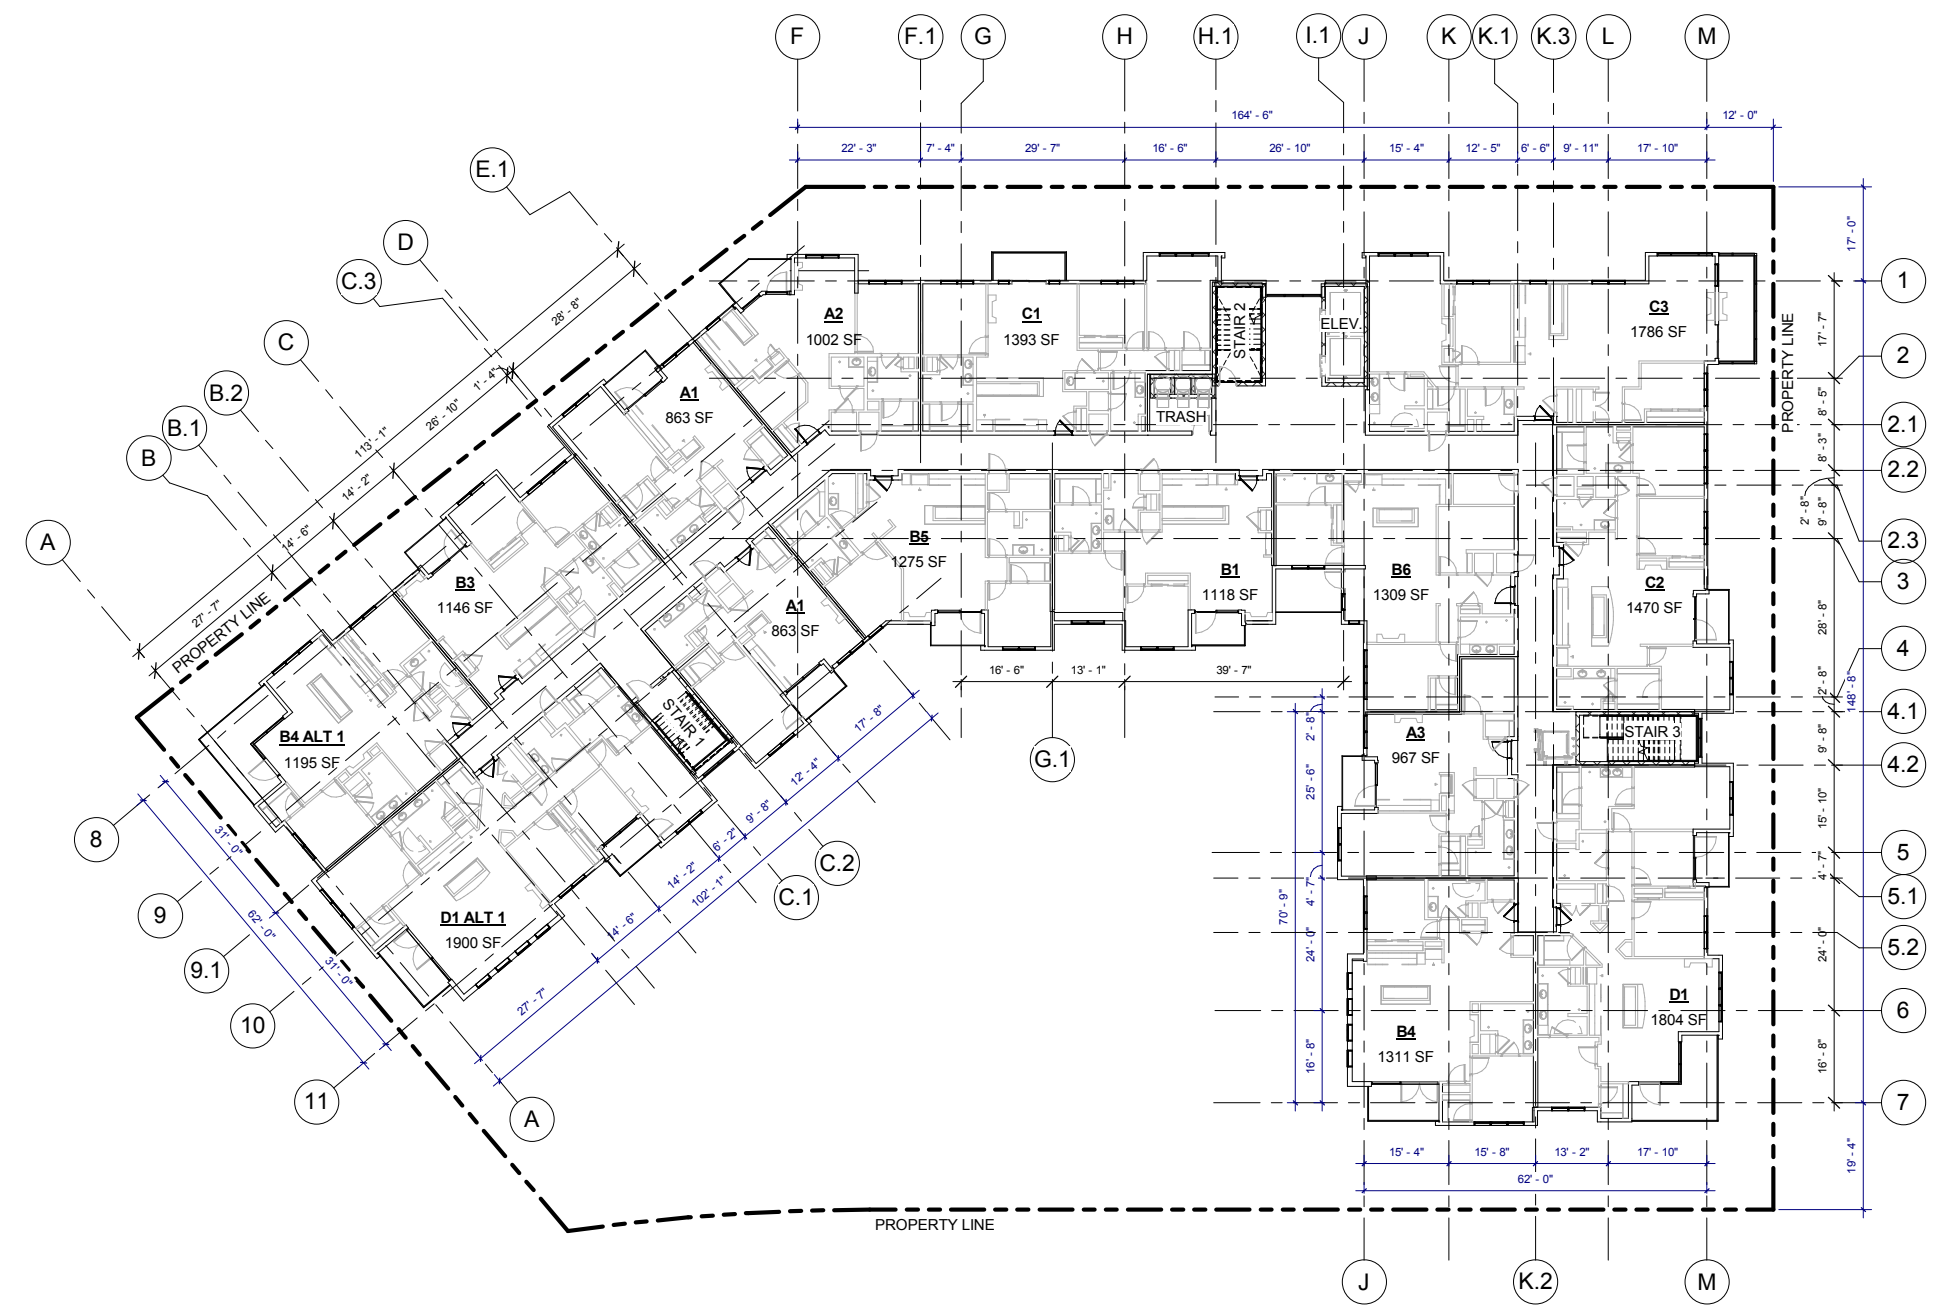 F
F.1
G
H
H.1
I.1
J
K
K.1
K.3
L
M
164' - 6"
12' - 0"
22' - 3"
7' - 4"
29' - 7"
16' - 6"
26' - 10"
15' - 4"
12' - 5"
6' - 6"
9' - 11"
17' - 10"
E.1
D
C.3
C
B.2
B.1
B
A
28' - 8"
1' - 4"
26' - 10"
113' - 1"
14' - 2"
14' - 6"
27' - 7"
PROPERTY LINE
17' - 0"
1
17' - 7"
2
8' - 5"
2.1
8' - 3"
2.2
2' - 8"
9' - 8"
2.3
3
28' - 8"
4
2' - 8"
148' - 8"
4.1
9' - 8"
4.2
15' - 10"
5
4' - 7"
5.1
24' - 0"
5.2
6
16' - 8"
7
19' - 4"
PROPERTY LINE
A2
1002 SF
C1
1393 SF
STAIR 2
ELEV.
TRASH
C3
1786 SF
A1
863 SF
B3
1146 SF
B5
1275 SF
B1
1118 SF
B6
1309 SF
C2
1470 SF
A1
863 SF
STAIR 1
B4 ALT 1
1195 SF
D1 ALT 1
1900 SF
A3
967 SF
STAIR 3
B4
1311 SF
D1
1804 SF
16' - 6"
13' - 1"
39' - 7"
G.1
17' - 8"
12' - 4"
9' - 8"
6' - 2"
14' - 2"
102' - 1"
14' - 6"
27' - 7"
C.2
C.1
2' - 8"
25' - 6"
4' - 7"
70' - 9"
24' - 0"
16' - 8"
8
9
9.1
10
11
31' - 0"
62' - 0"
31' - 0"
A
15' - 4"
15' - 8"
13' - 2"
17' - 10"
62' - 0"
PROPERTY LINE
J
K.2
M